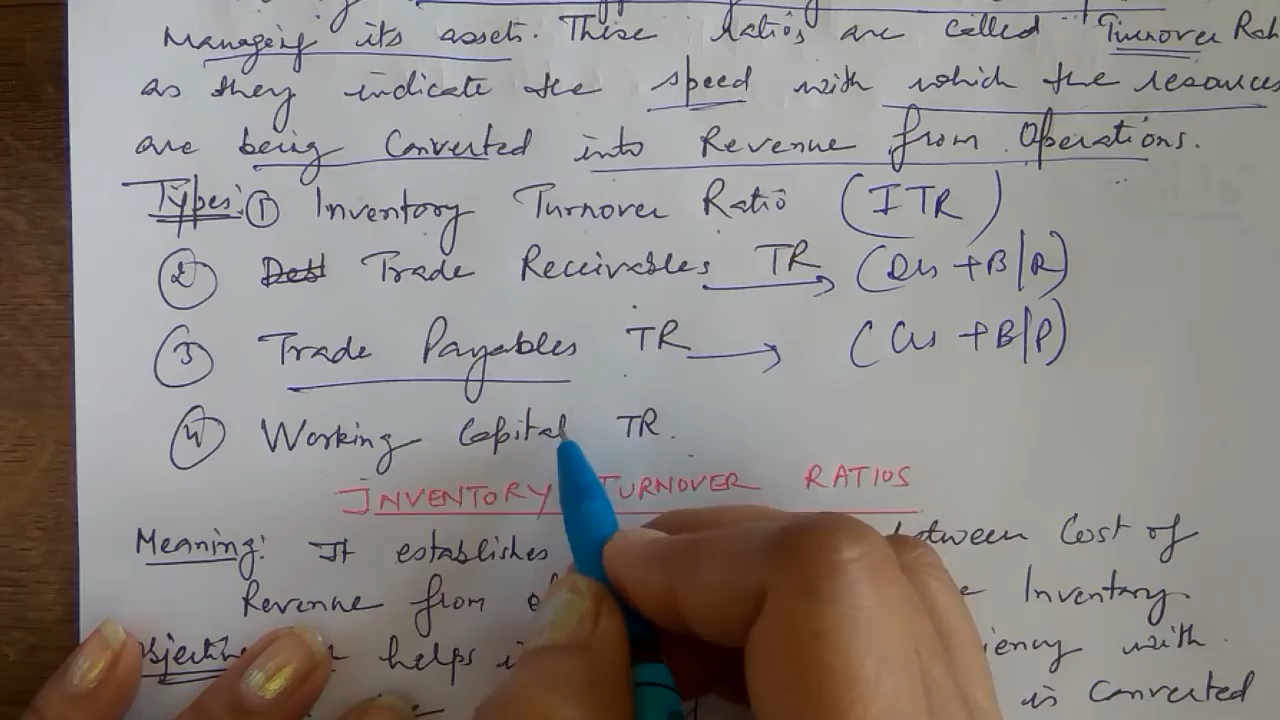 Managing its assets. These Ratios are called Turnover
as they indicate the speed with which the resources
are being Converted into Revenue from Operations.
Types: ① Inventory Turnover Ratio (ITR)
② Trade Receivables TR → (Drs + B/R)
③ Trade Payables TR → (Crs + B/P)
④ Working Capital TR.
INVENTORY TURNOVER RATIOS
Meaning: It establishes between Cost of
Revenue from Inventory
helps with
is Converted